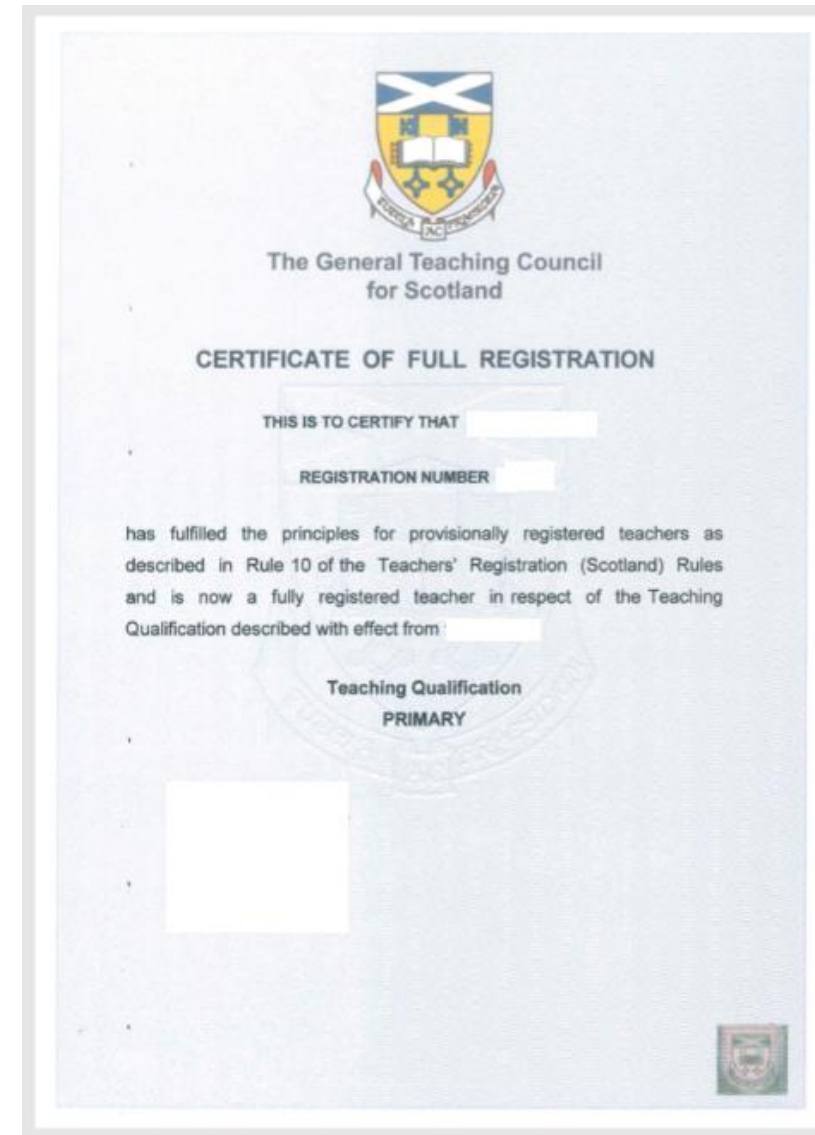 AC
The General Teaching Council
for Scotland
CERTIFICATE OF FULL REGISTRATION
THIS IS TO CERTIFY THAT
REGISTRATION NUMBER
has fulfilled the principles for provisionally registered teachers as
described in Rule 10 of the Teachers' Registration (Scotland) Rules
and is now a fully registered teacher in respect of the Teaching
Qualification described with effect from
Teaching Qualification
PRIMARY